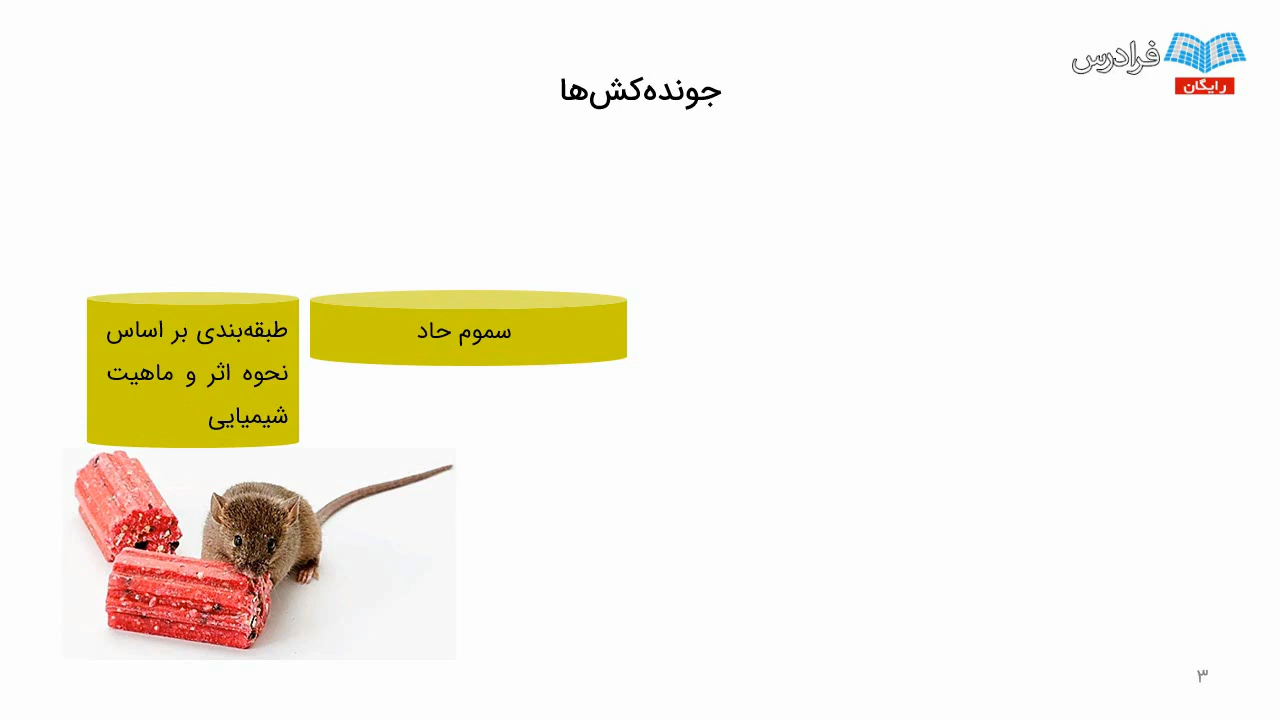 فرادرس
رایگان
جونده‌کش‌ها
سموم حاد
طبقه‌بندی بر اساس
نحوه اثر و ماهیت
شیمیایی
۳